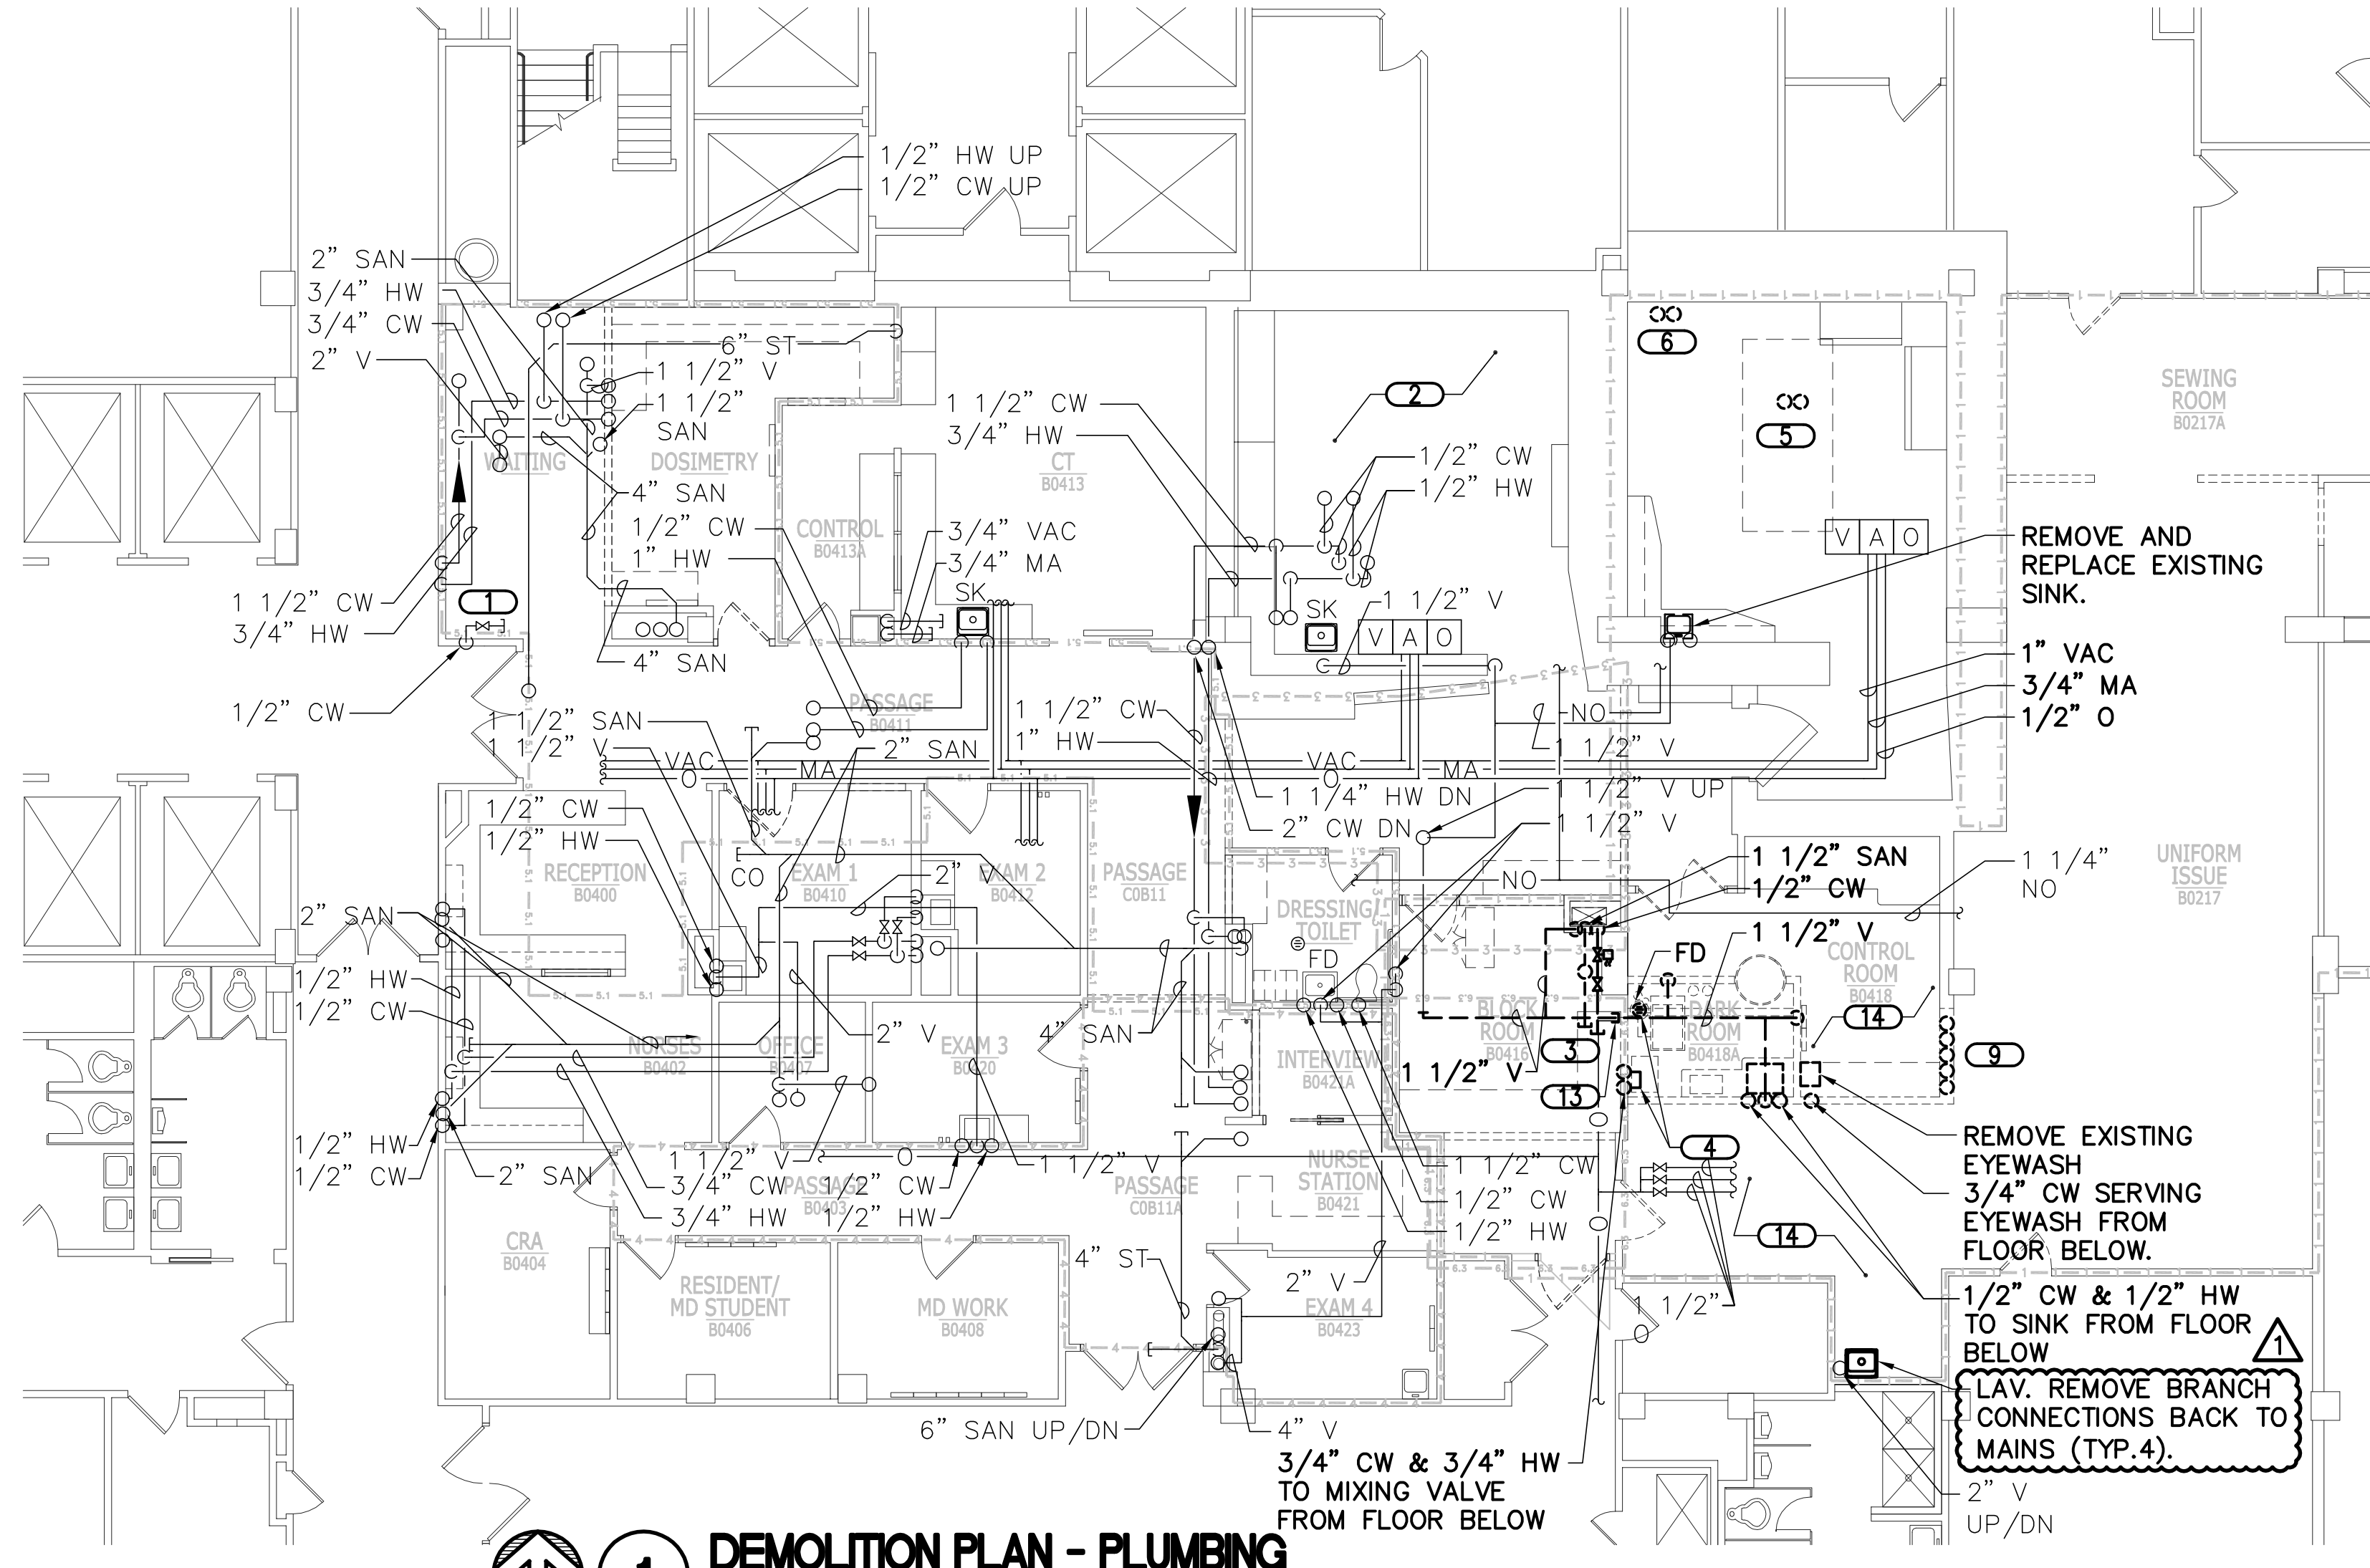 1/2" HW UP
1/2" CW UP
2" SAN
3/4" HW
3/4" CW
2" V
6" ST
1 1/2" V
1 1/2"
SAN
WAITING
DOSIMETRY
4" SAN
1/2" CW
1" HW
CONTROL
B0413A
3/4" VAC
3/4" MA
SK
1 1/2" CW
3/4" HW
CT
B0413
2
1/2" CW
1/2" HW
SK
1 1/2" V
V A O
6
5
V A O
SEWING
ROOM
B0217A
REMOVE AND
REPLACE EXISTING
SINK.
1" VAC
3/4" MA
1/2" O
1 1/2" CW
3/4" HW
1
4" SAN
1/2" CW
PASSAGE
B0411
1 1/2" SAN
1 1/2" V
2" SAN
VAC
MA
O
1 1/2" CW
1" HW
VAC
MA
O
NO
1 1/2" V
1 1/2" V UP
1 1/4" HW DN
2" CW DN
1 1/2" V
1/2" CW
1/2" HW
RECEPTION
B0400
CO
EXAM 1
B0410
2" V
EXAM 2
B0412
PASSAGE
C0B11
NO
1 1/2" SAN
1/2" CW
1 1/4"
NO
UNIFORM
ISSUE
B0217
DRESSING/
TOILET
FD
FD
1 1/2" V
CONTROL
ROOM
B0418
2" SAN
1/2" HW
1/2" CW
NURSES
B0402
OFFICE
B0407
2" V
EXAM 3
B0420
4" SAN
INTERVIEW
B0421A
BLOCK
ROOM
B0416
DARK
ROOM
B0418A
1 1/2" V
3
13
14
9
4
1/2" HW
1/2" CW
2" SAN
1 1/2" V
O
1 1/2" V
3/4" CW
3/4" HW
PASSAGE
B0403
1/2" CW
1/2" HW
PASSAGE
C0B11A
NURSE
STATION
B0421
1 1/2" CW
1/2" CW
1/2" HW
O
O
O
14
REMOVE EXISTING
EYEWASH
3/4" CW SERVING
EYEWASH FROM
FLOOR BELOW.
CRA
B0404
RESIDENT/
MD STUDENT
B0406
MD WORK
B0408
4" ST
2" V
EXAM 4
B0423
1 1/2"
1/2" CW & 1/2" HW
TO SINK FROM FLOOR
BELOW
1
LAV. REMOVE BRANCH
CONNECTIONS BACK TO
MAINS (TYP.4).
2" V
UP/DN
6" SAN UP/DN
4" V
3/4" CW & 3/4" HW
TO MIXING VALVE
FROM FLOOR BELOW
1
DEMOLITION PLAN - PLUMBING